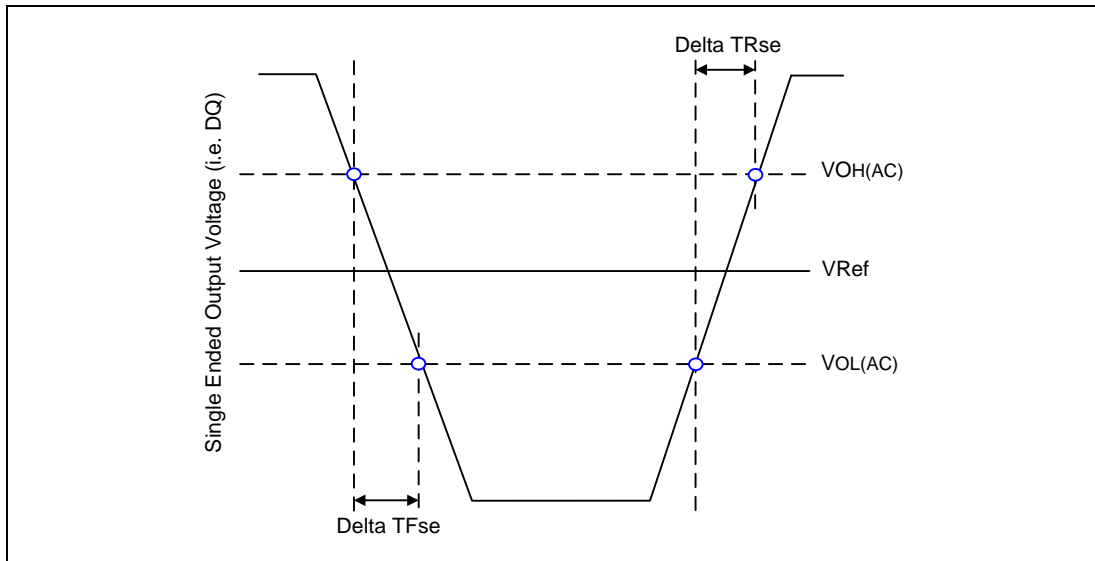 Delta TRse
Single Ended Output Voltage (i.e. DQ)
VOH(AC)
VRef
VOL(AC)
Delta TFse